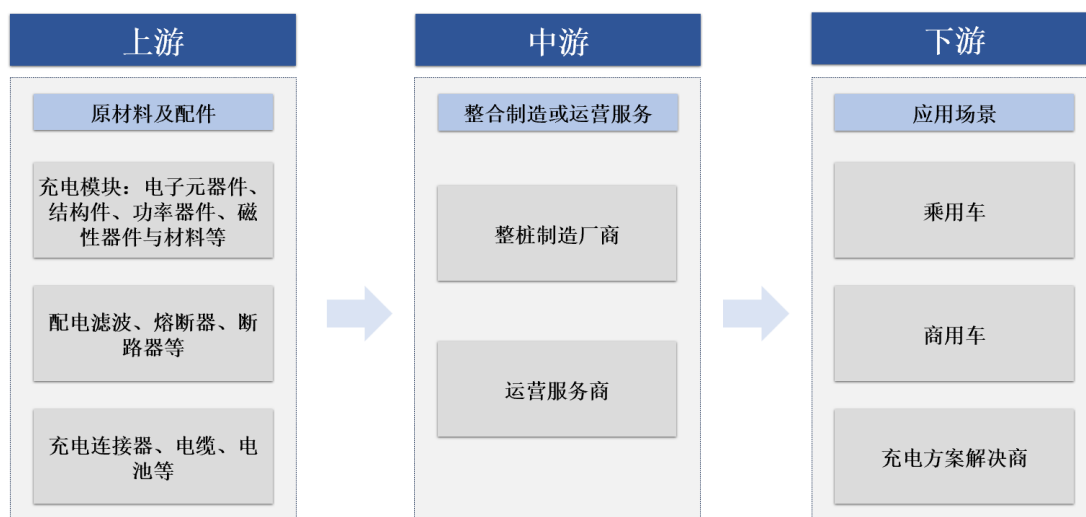 上游
原材料及配件
充电模块：电子元器件、
结构件、功率器件、磁
性器件与材料等
配电滤波、熔断器、断
路器等
充电连接器、电缆、电
池等
中游
整合制造或运营服务
整桩制造厂商
运营服务商
下游
应用场景
乘用车
商用车
充电方案解决商